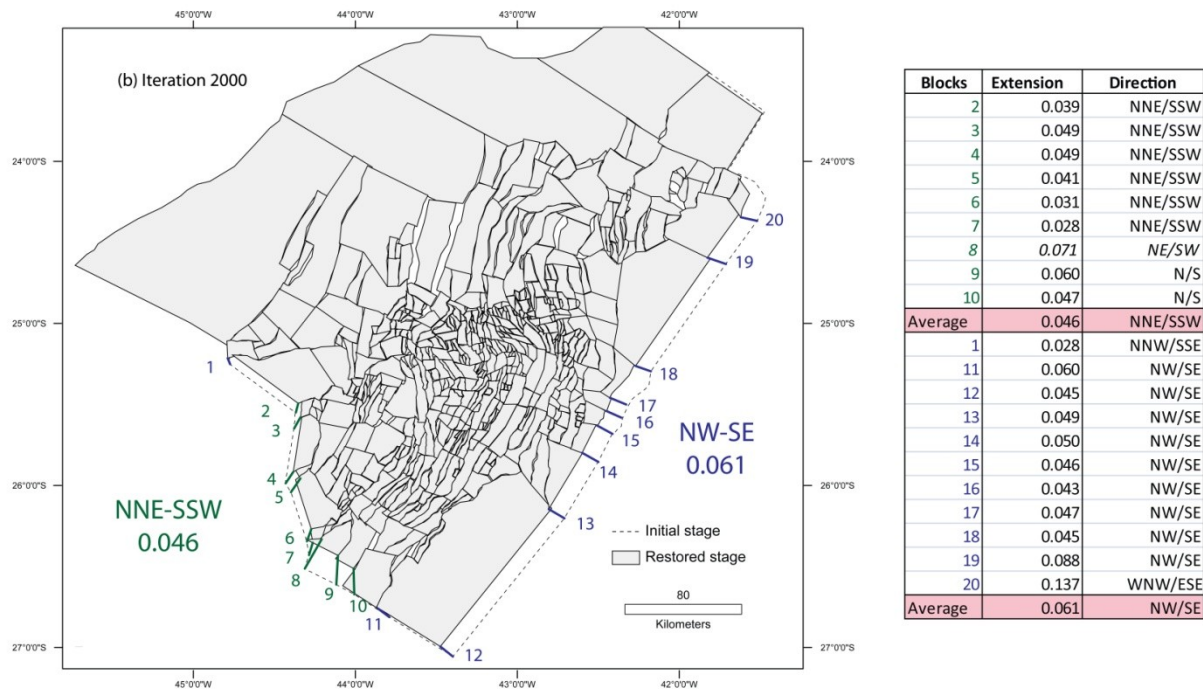 45°0'0"W 44°0'0"W 43°0'0"W 42°0'0"W
(b) Iteration 2000
24°0'0"S
25°0'0"S
26°0'0"S
27°0'0"S
24°0'0"S
25°0'0"S
26°0'0"S
27°0'0"S
20
19
18
17
16
15
14
13
1
2
3
4
5
6
7
8
9
10
11
12
NNE-SSW
0.046
NW-SE
0.061
Initial stage
Restored stage
80
Kilometers
45°0'0"W 44°0'0"W 43°0'0"W 42°0'0"W
Blocks Extension Direction
2 0.039 NNE/SSW
3 0.049 NNE/SSW
4 0.049 NNE/SSW
5 0.041 NNE/SSW
6 0.031 NNE/SSW
7 0.028 NNE/SSW
8 0.071 NE/SW
9 0.060 N/S
10 0.047 N/S
Average 0.046 NNE/SSW
1 0.028 NNW/SSE
11 0.060 NW/SE
12 0.045 NW/SE
13 0.049 NW/SE
14 0.050 NW/SE
15 0.046 NW/SE
16 0.043 NW/SE
17 0.047 NW/SE
18 0.045 NW/SE
19 0.088 NW/SE
20 0.137 WNW/ESE
Average 0.061 NW/SE